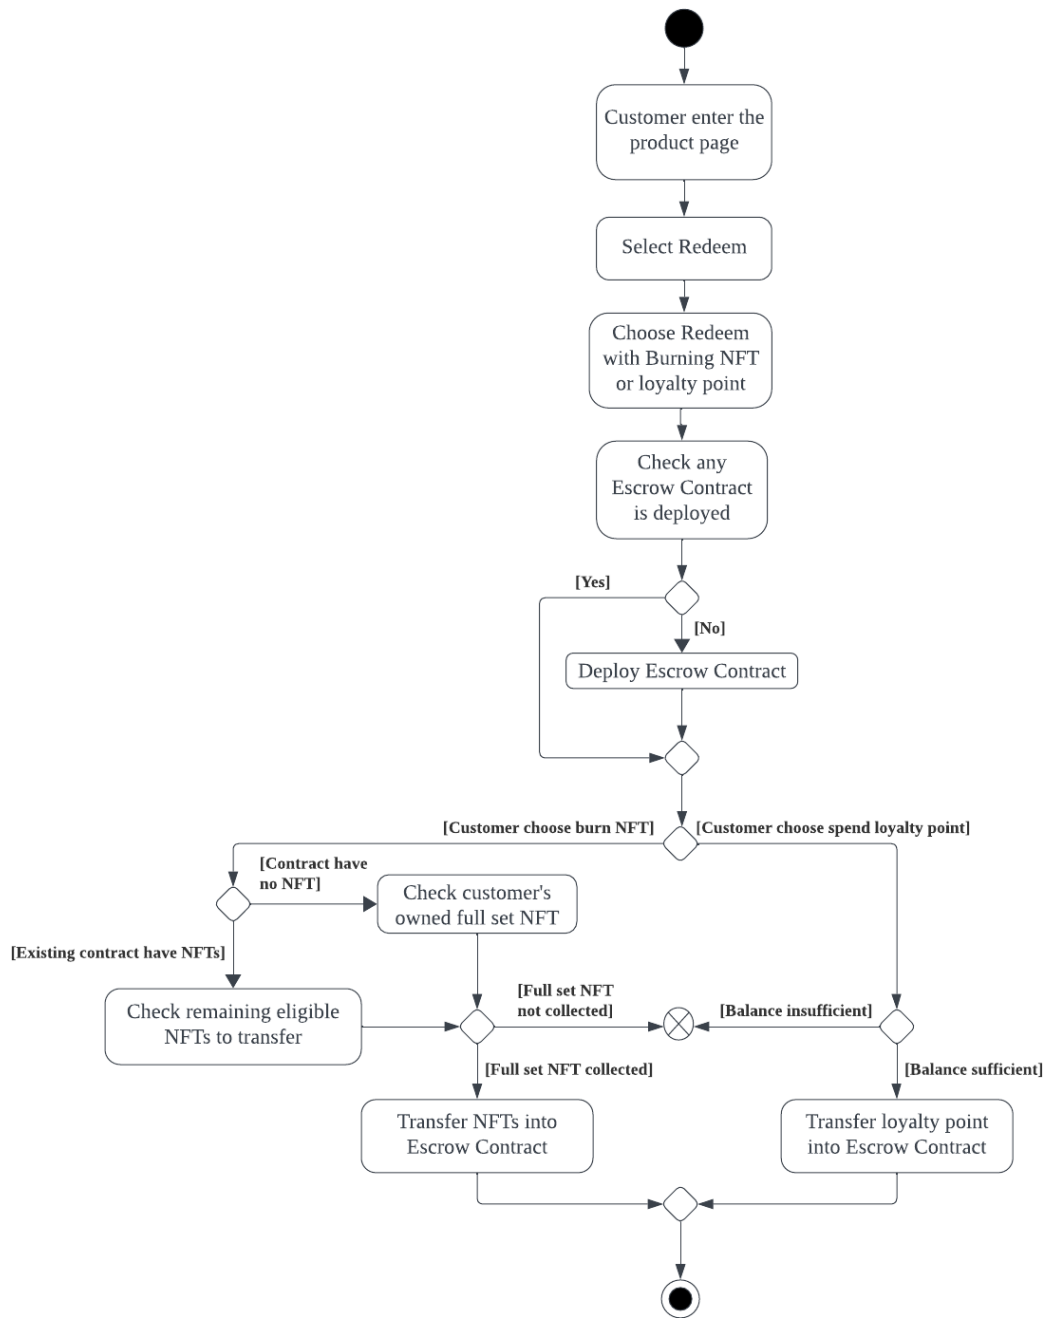 Customer enter the
product page
Select Redeem
Choose Redeem
with Burning NFT
or loyalty point
Check any
Escrow Contract
is deployed
[Yes]
[No]
Deploy Escrow Contract
[Customer choose burn NFT]
[Customer choose spend loyalty point]
[Contract have
no NFT]
Check customer's
owned full set NFT
[Existing contract have NFTs]
Check remaining eligible
NFTs to transfer
[Full set NFT
not collected]
[Balance insufficient]
[Full set NFT collected]
[Balance sufficient]
Transfer NFTs into
Escrow Contract
Transfer loyalty point
into Escrow Contract